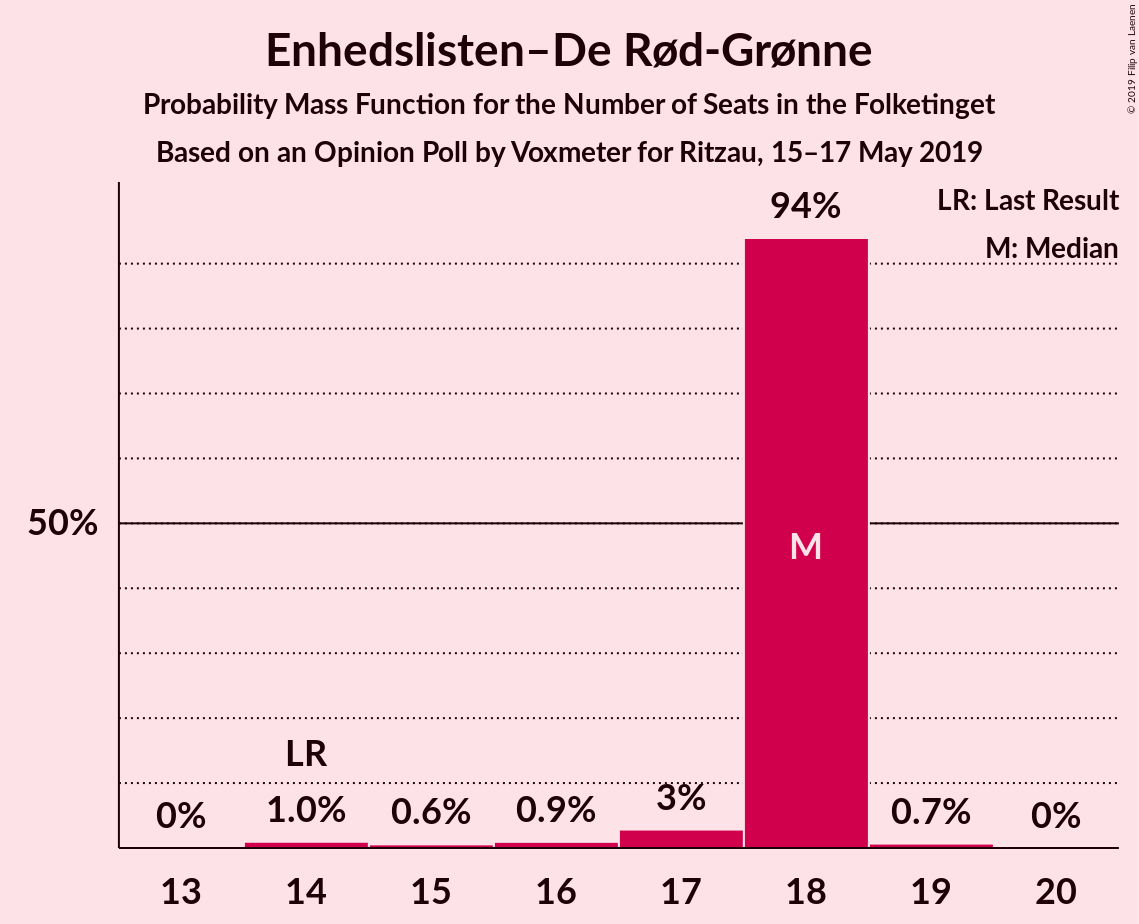 Enhedslisten–De Rød-Grønne
Probability Mass Function for the Number of Seats in the Folketinget
Based on an Opinion Poll by Voxmeter for Ritzau, 15–17 May 2019
© 2019 Filip van Laenen
LR: Last Result
M: Median
94%
50%
M
LR
0%
1.0%
0.6%
0.9%
3%
0.7%
0%
13
14
15
16
17
18
19
20